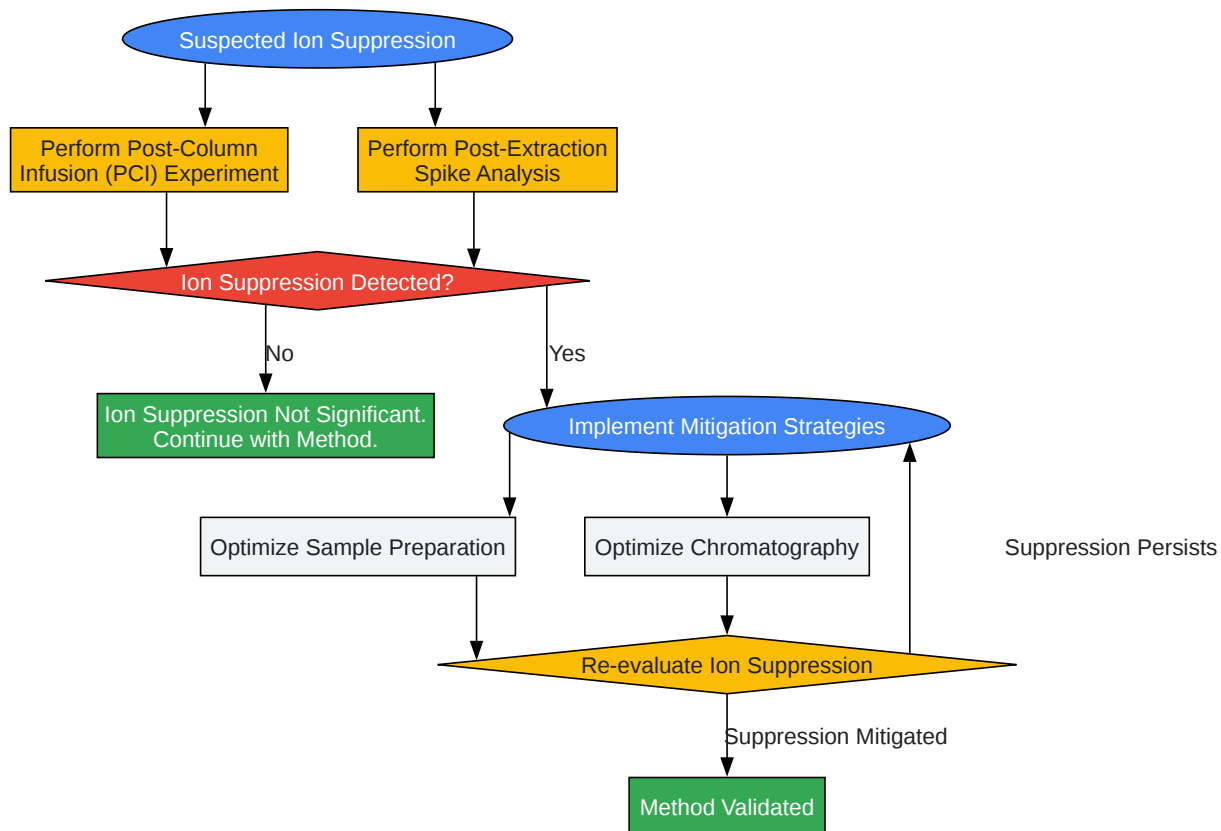 Suspected Ion Suppression
Perform Post-Column
Infusion (PCI) Experiment
Perform Post-Extraction
Spike Analysis
Ion Suppression Detected?
No
Yes
Ion Suppression Not Significant.
Continue with Method.
Implement Mitigation Strategies
Optimize Sample Preparation
Optimize Chromatography
Suppression Persists
Re-evaluate Ion Suppression
Suppression Mitigated
Method Validated